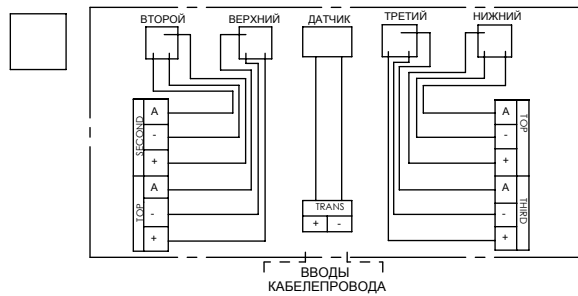 ВТОРОЙ ВЕРХНИЙ ДАТЧИК ТРЕТИЙ НИЖНИЙ
SECOND
A
-
+
TOP
A
-
+
TRANS
+ -
A
-
+
TOP
A
-
+
THIRD
ВВОДЫ
КАБЕЛЕПРОВОДА